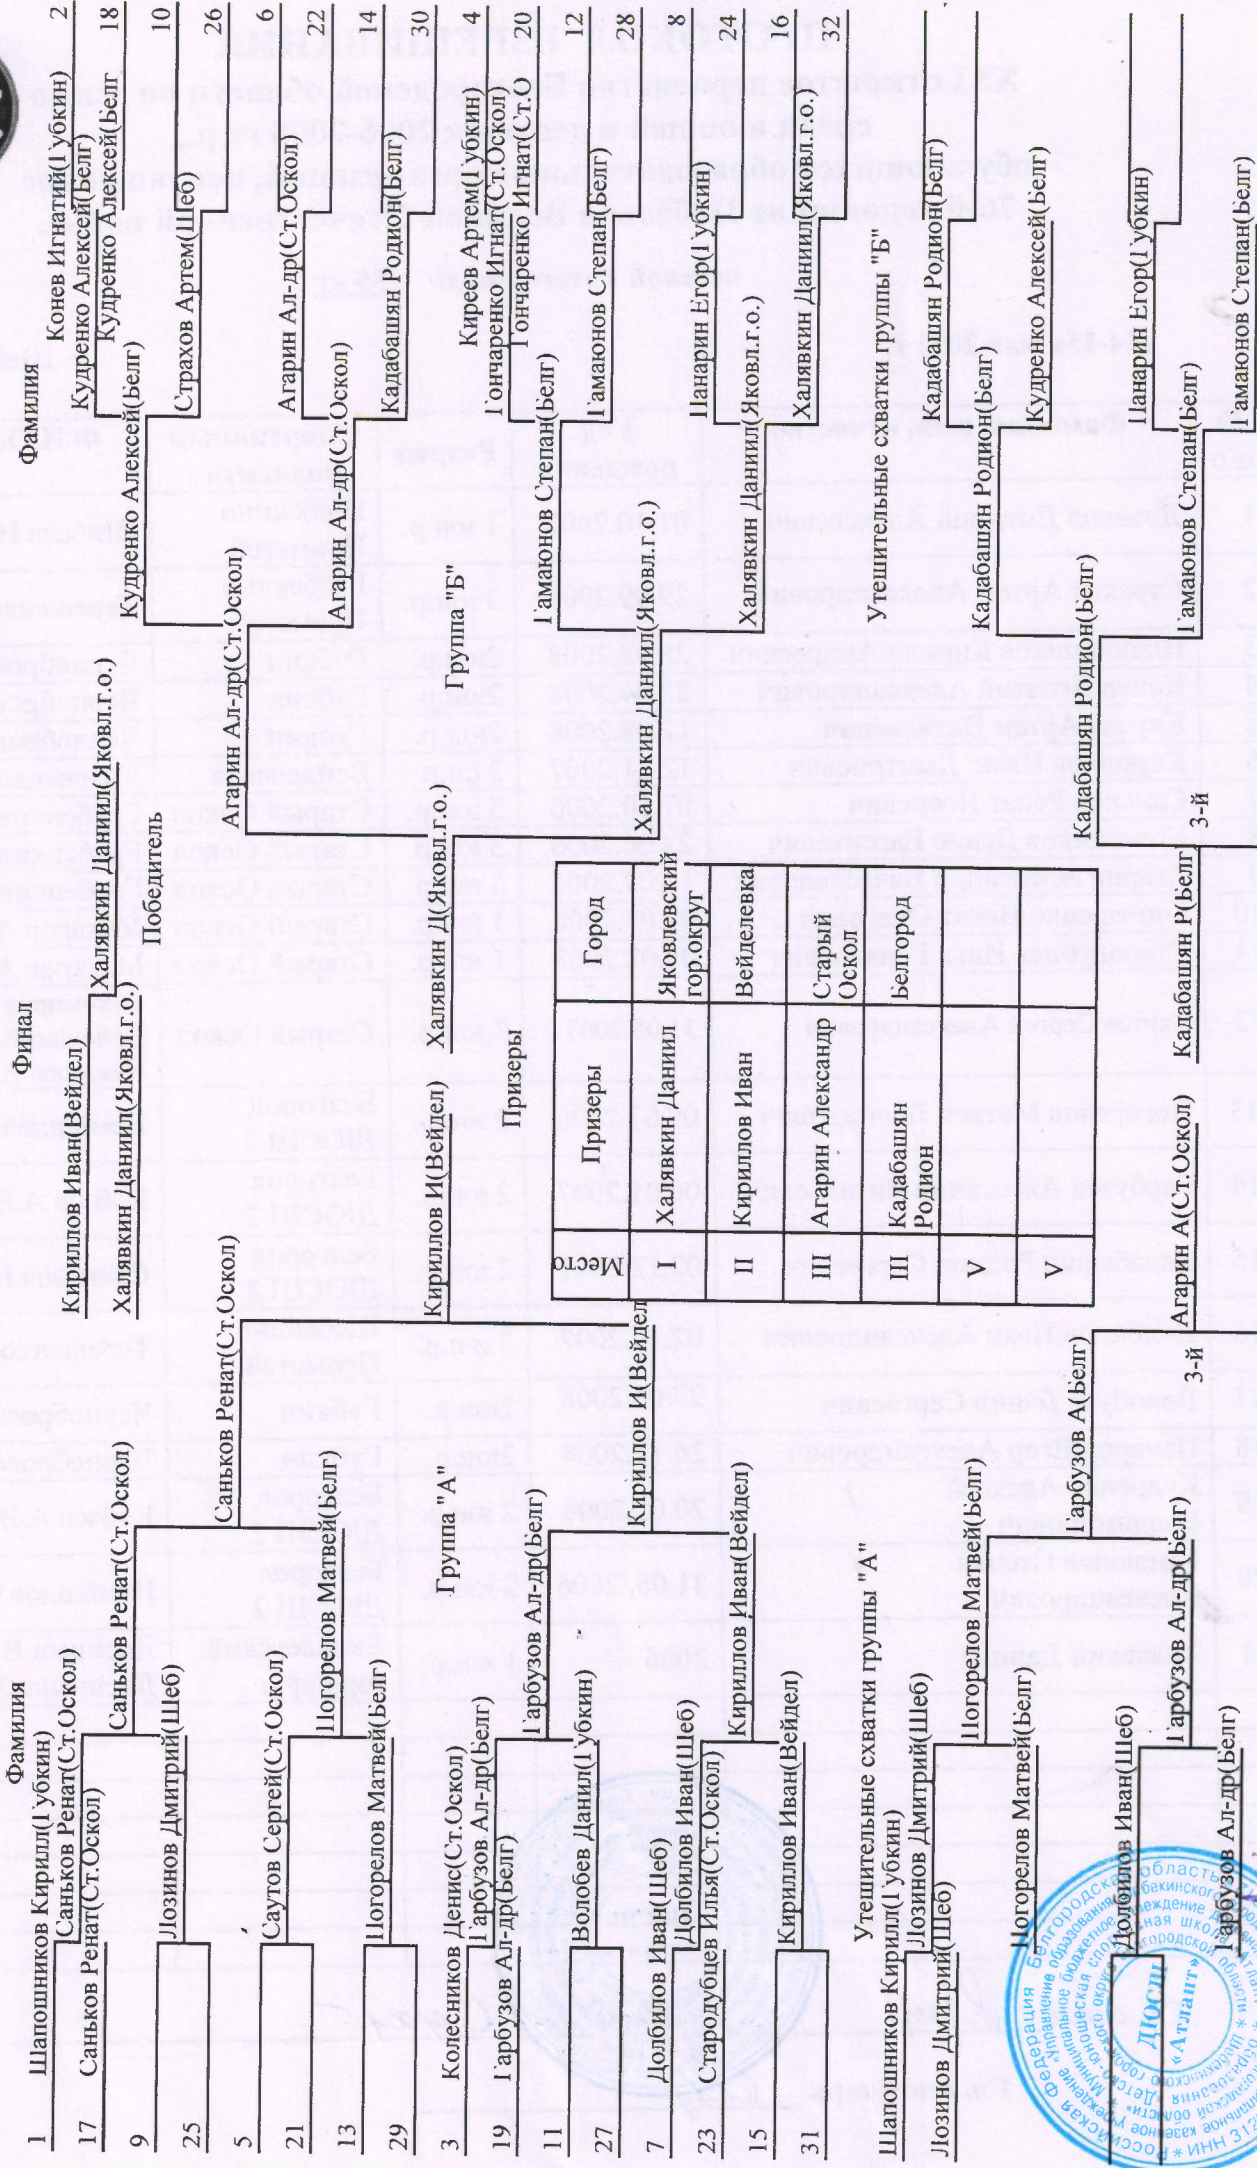 Фамилия
1 Шапошников Кирилл(Губкин)
Саньков Ренат(Ст.Оскол)
17 Саньков Ренат(Ст.Оскол)
Саньков Ренат(Ст.Оскол)
9
Лозинов Дмитрий(Шеб)
25
Саньков Ренат(Ст.Оскол)
5
Саутов Сергей(Ст.Оскол)
21
Погорелов Матвей(Белг)
13
Погорелов Матвей(Белг)
29
Группа "А"
Кириллов И(Вейдел)
3 Колесников Денис(Ст.Оскол)
Гарбузов Ал-др(Белг)
19 Гарбузов Ал-др(Белг)
Гарбузов Ал-др(Белг)
11
Волобоев Данил(Губкин)
27
Кириллов И(Вейдел
7 Долбилов Иван(Шеб)
Долбилов Иван(Шеб)
23 Стародубцев Илья(Ст.Оскол)
Кириллов Иван(Вейдел)
15
Кириллов Иван(Вейдел)
31
Утешительные схватки группы "А"
Шапашников Кирилл(Губкин)
Лозинов Дмитрий(Шеб)
Лозинов Дмитрий(Шеб)
Погорелов Матвей(Белг)
Погорелов Матвей(Белг)
Гарбузов А(Белг)
Долбилов Иван(Шеб)
Гарбузов Ал-др(Белг)
Гарбузов Ал-др(Белг)
3-й
Агарин А(Ст.Оскол)
Финал
Кириллов Иван(Вейдел)
Халявкин Даниил(Яковл.г.о.)
Халявкин Даниил(Яковл.г.о.)
Победитель
Призеры
Место Призеры Город
I Халявкин Даниил Яковлевский горокруг
II Кириллов Иван Вейделевка
III Агарин Александр Старый Оскол
III Кадабашян Родион Белгород
V
V
Фамилия
Конев Игнатий(Губкин) 2
Кудренко Алексей(Белг)
Кудренко Алексей(Белг 18
Кудренко Алексей(Белг)
10
Страхов Артем(Шеб)
26
Агарин Ал-др(Ст.Оскол)
6
Агарин Ал-др(Ст.Оскол)
22
Агарин Ал-др(Ст.Оскол)
14
Кадабашян Родион(Белг)
30
Группа "Б"
Халявкин Д(Яковл.г.о.)
Киреев Артем(Губкин) 4
Гончаренко Игнат(Ст.Оскол)
Гончаренко Игнат(Ст.О 20
Гамаюнов Степан(Белг)
12
Гамаюнов Степан(Белг)
28
Халявкин Даниил(Яковл.г.о.)
8
Панарин Егор(Губкин)
24
Халявкин Даниил(Яковл.г.о.)
16
Халявкин Даниил(Яковл.г.о.)
32
Утешительные схватки группы "Б"
Кадабашян Родион(Белг)
Кадабашян Родион(Белг)
Кудренко Алексей(Белг)
Кадабашян Родион(Белг)
Панарин Егор(Губкин)
Гамаюнов Степан(Белг)
Гамаюнов Степан(Белг)
3-й
Кадабашян Р(Белг
ДЮСШ
«Атлант»